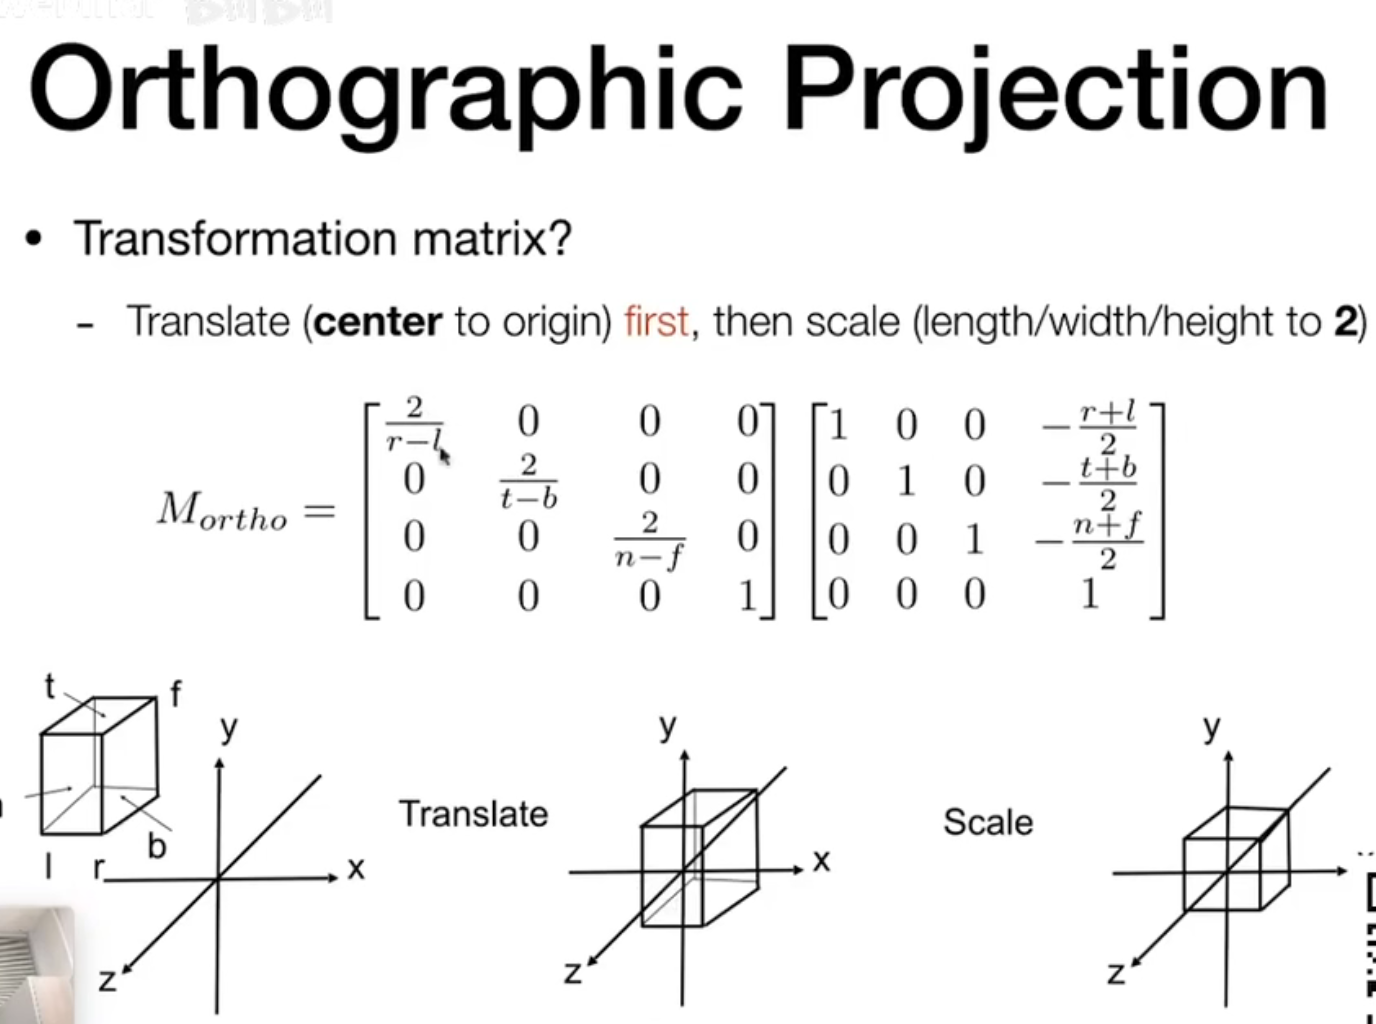 Orthographic Projection
• Transformation matrix?
- Translate (center to origin) first, then scale (length/width/height to 2)
M_{ortho} = \begin{bmatrix} \frac{2}{r-l} & 0 & 0 & 0 \\ 0 & \frac{2}{t-b} & 0 & 0 \\ 0 & 0 & \frac{2}{n-f} & 0 \\ 0 & 0 & 0 & 1 \end{bmatrix} \begin{bmatrix} 1 & 0 & 0 & -\frac{r+l}{2} \\ 0 & 1 & 0 & -\frac{t+b}{2} \\ 0 & 0 & 1 & -\frac{n+f}{2} \\ 0 & 0 & 0 & 1 \end{bmatrix}
t f
y
b
l r
x
z
Translate
y
x
z
Scale
y
z